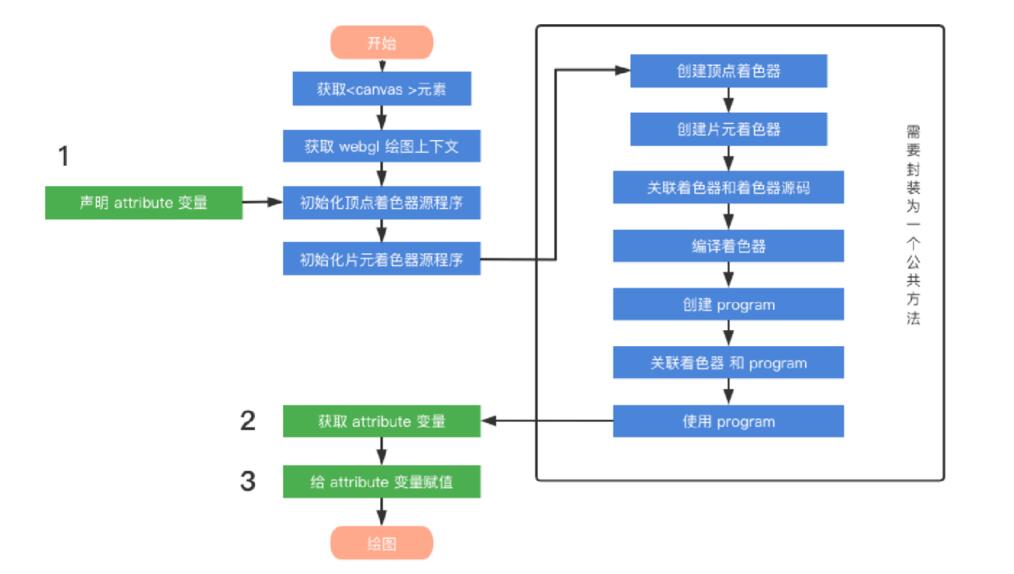 开始
获取<canvas >元素
获取 webgl 绘图上下文
1
声明 attribute 变量
初始化顶点着色器源程序
初始化片元着色器源程序
创建顶点着色器
创建片元着色器
关联着色器和着色器源码
编译着色器
创建 program
关联着色器 和 program
使用 program
需要封装为一个公共方法
2
获取 attribute 变量
3
给 attribute 变量赋值
绘图